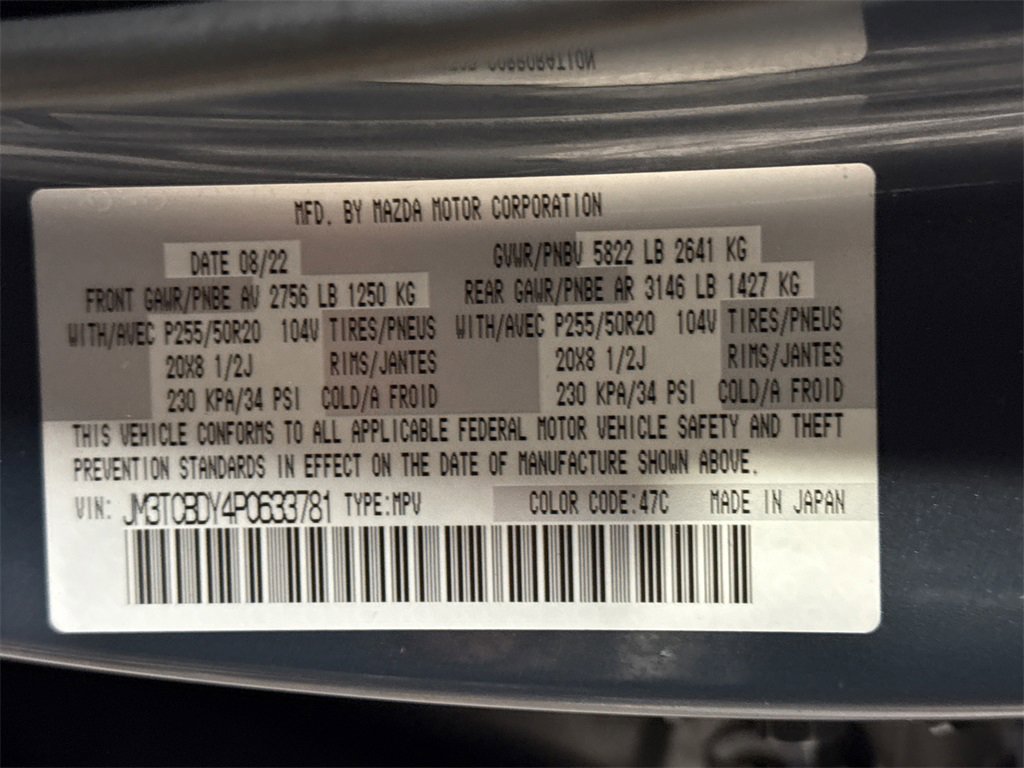 MFD. BY MAZDA MOTOR CORPORATION
DATE 08/22 GVWR/PNBV 5822 LB 2641 KG
FRONT GAWR/PNBE AV 2756 LB 1250 KG REAR GAWR/PNBE AR 3146 LB 1427 KG
WITH/AVEC P255/50R20 104V TIRES/PNEUS WITH/AVEC P255/50R20 104V TIRES/PNEUS
20X8 1/2J RIMS/JANTES 20X8 1/2J RIMS/JANTES
230 KPA/34 PSI COLD/A FROID 230 KPA/34 PSI COLD/A FROID
THIS VEHICLE CONFORMS TO ALL APPLICABLE FEDERAL MOTOR VEHICLE SAFETY AND THEFT
PREVENTION STANDARDS IN EFFECT ON THE DATE OF MANUFACTURE SHOWN ABOVE.
VIN: JM3TCBDY4P0633781 TYPE:MPV COLOR CODE:47C MADE IN JAPAN